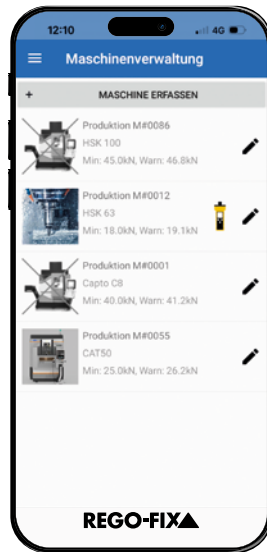 12:10
4G
Maschinenverwaltung
+ MASCHINE ERFASSEN
Produktion M#0086
HSK 100
Min: 45.0kN, Warn: 46.8kN
Produktion M#0012
HSK 63
Min: 18.0kN, Warn: 19.1kN
Produktion M#0001
Capto C8
Min: 40.0kN, Warn: 41.2kN
Produktion M#0055
CAT50
Min: 25.0kN, Warn: 26.2kN
REGO-FIX